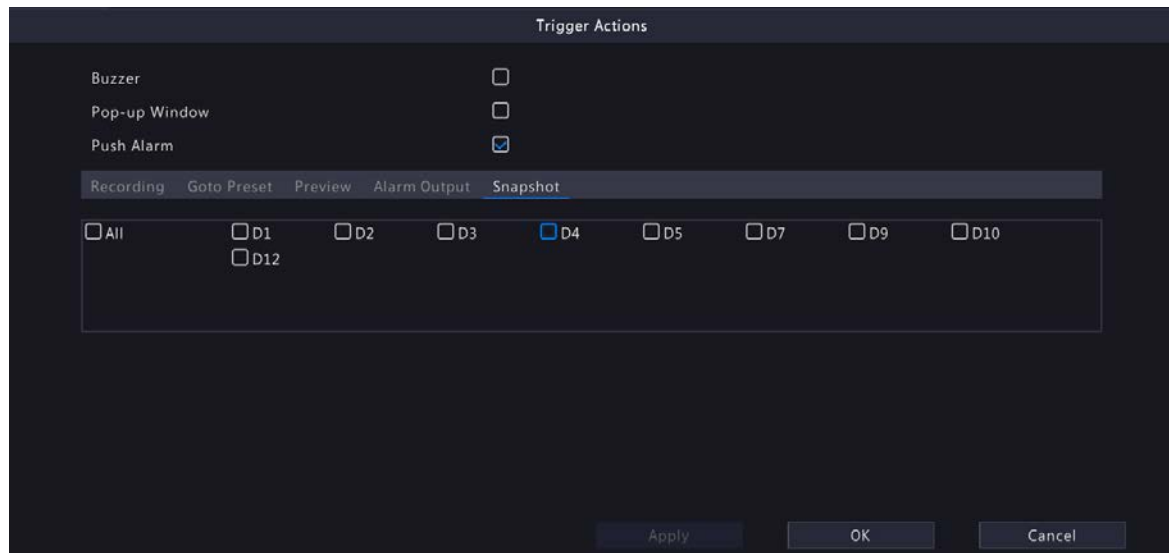 Trigger Actions
Buzzer
Pop-up Window
Push Alarm
Recording Goto Preset Preview Alarm Output Snapshot
All D1 D2 D3 D4 D5 D7 D9 D10
D12
Apply OK Cancel